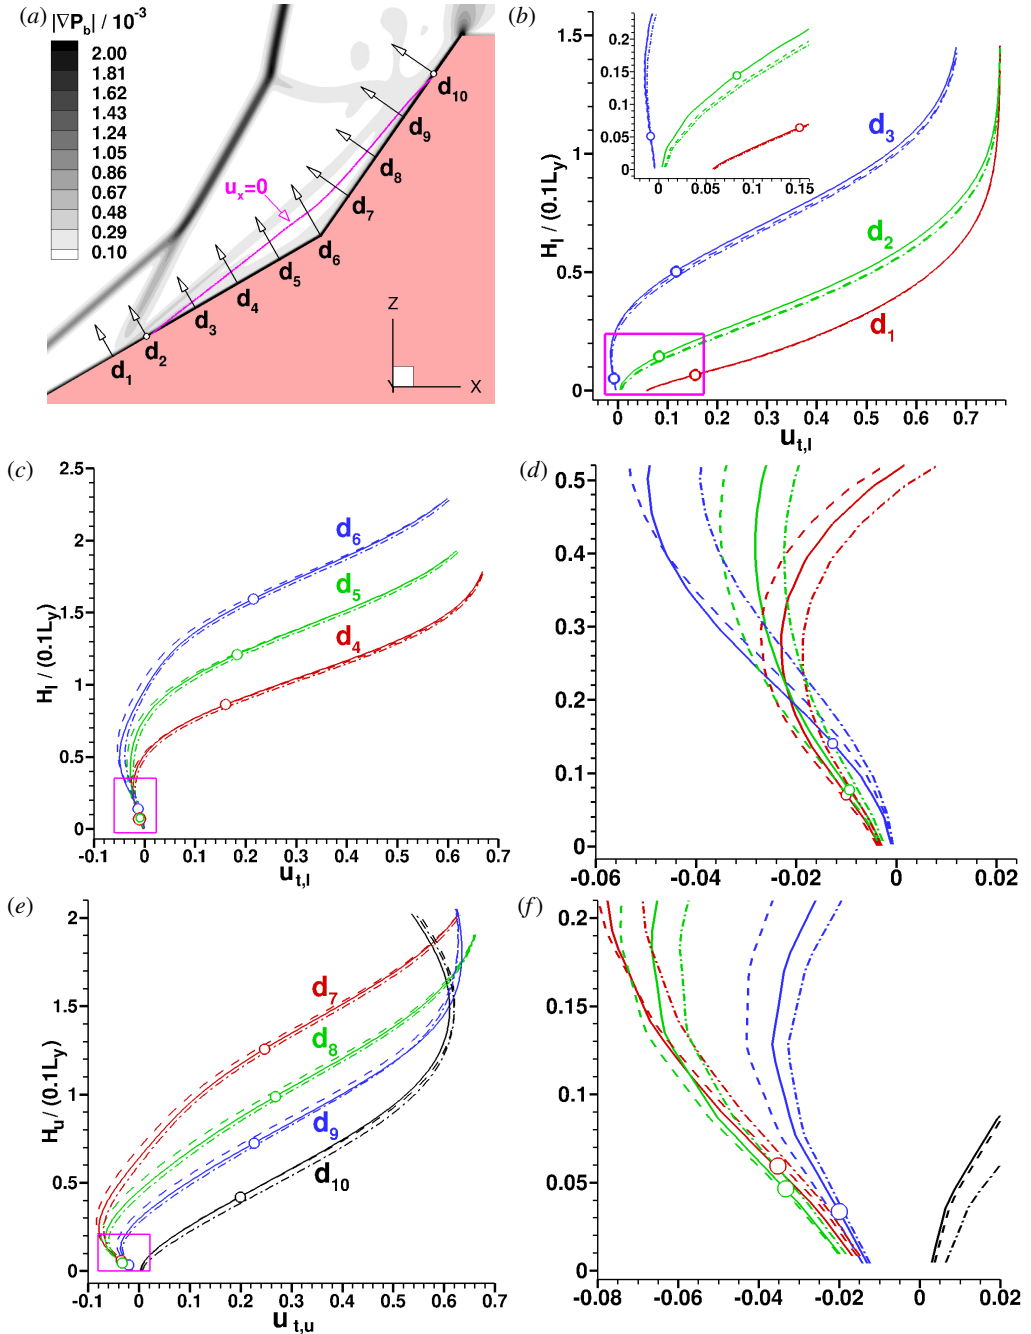 (a)
|∇P_b| / 10^-3
2.00
1.81
1.62
1.43
1.24
1.05
0.86
0.67
0.48
0.29
0.10
u_x=0
d_1
d_2
d_3
d_4
d_5
d_6
d_7
d_8
d_9
d_10
Z
Y
X
(b)
H_l / (0.1L_y)
1.5
1
0.5
0
0 0.1 0.2 0.3 0.4 0.5 0.6 0.7
u_t,l
0.2
0.15
0.1
0.05
0
0 0.05 0.1 0.15
d_3
d_2
d_1
(c)
H_l / (0.1L_y)
2.5
2
1.5
1
0.5
0
-0.1 0 0.1 0.2 0.3 0.4 0.5 0.6 0.7
u_t,l
d_6
d_5
d_4
(d)
0.5
0.4
0.3
0.2
0.1
0
-0.06 -0.04 -0.02 0 0.02
(e)
H_u / (0.1L_y)
2
1.5
1
0.5
0
-0.1 0 0.1 0.2 0.3 0.4 0.5 0.6 0.7
u_t,u
d_7
d_8
d_9
d_10
(f)
0.2
0.15
0.1
0.05
0
-0.08 -0.06 -0.04 -0.02 0 0.02